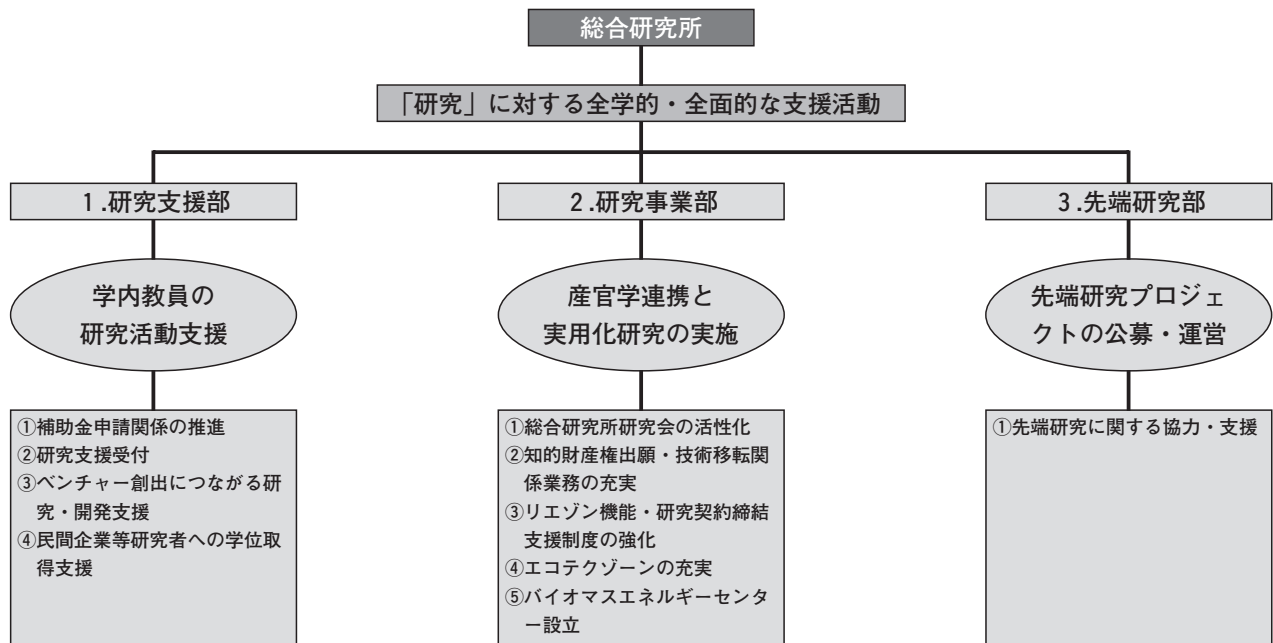 総合研究所
「研究」に対する全学的・全面的な支援活動
1.研究支援部
学内教員の
研究活動支援
①補助金申請関係の推進
②研究支援受付
③ベンチャー創出につながる研
究・開発支援
④民間企業等研究者への学位取
得支援
2.研究事業部
産官学連携と
実用化研究の実施
①総合研究所研究会の活性化
②知的財産権出願・技術移転関
係業務の充実
③リエゾン機能・研究契約締結
支援制度の強化
④エコテクゾーンの充実
⑤バイオマスエネルギーセンタ
ー設立
3.先端研究部
先端研究プロジェ
クトの公募・運営
①先端研究に関する協力・支援